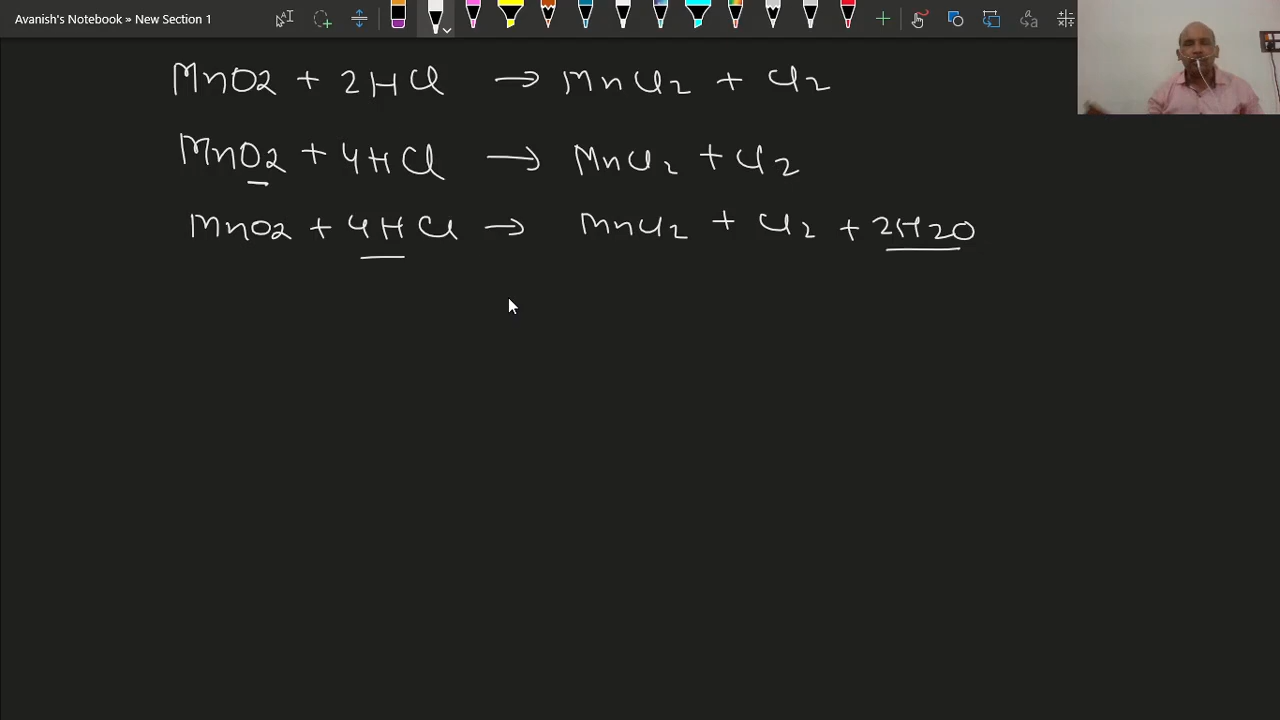 Avanish's Notebook » New Section 1
MnO2 + 2HCl → MnCl2 + Cl2
MnO2 + 4HCl → MnCl2 + Cl2
MnO2 + 4HCl → MnCl2 + Cl2 + 2H2O